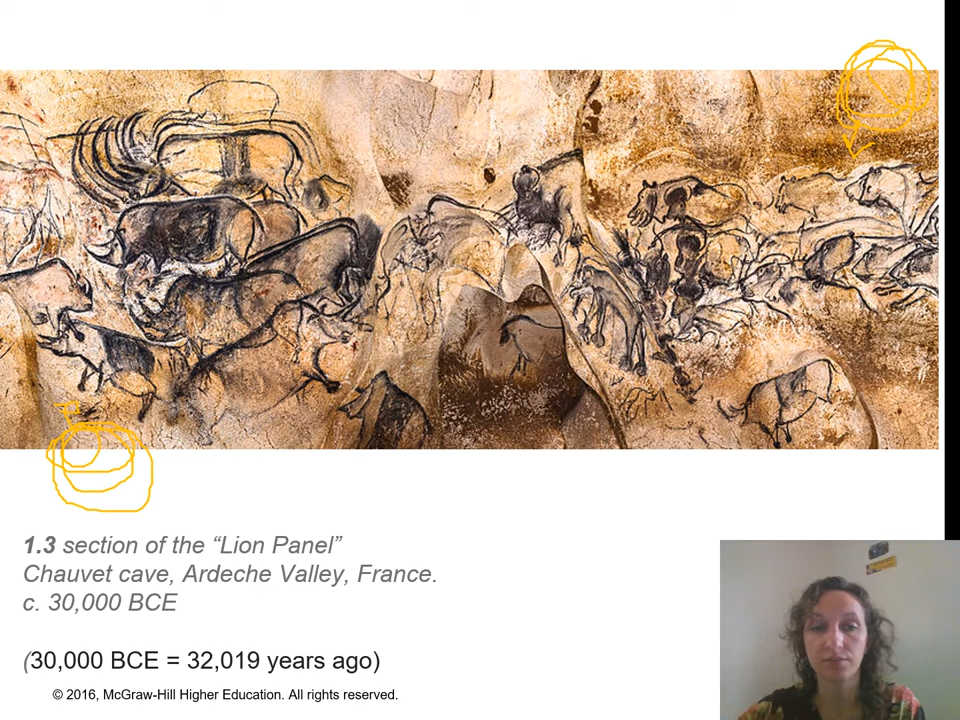 1.3 section of the “Lion Panel”
Chauvet cave, Ardeche Valley, France.
c. 30,000 BCE
(30,000 BCE = 32,019 years ago)
© 2016, McGraw-Hill Higher Education. All rights reserved.